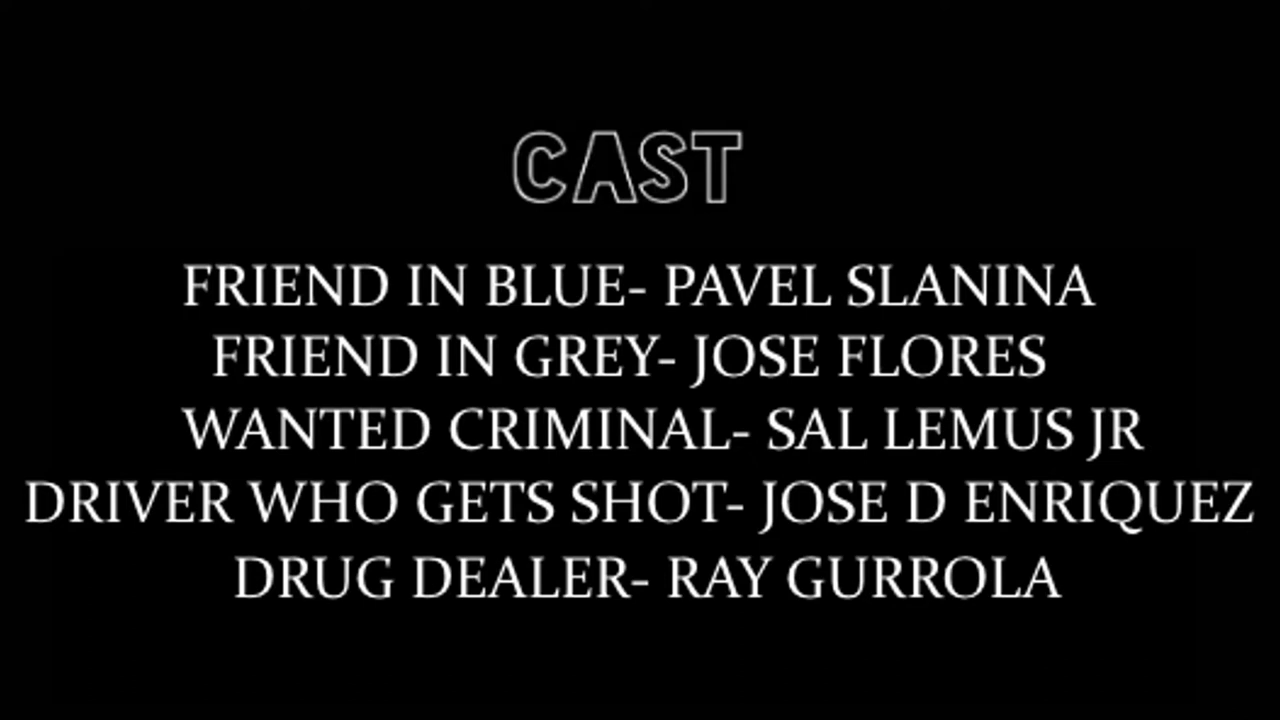 CAST
FRIEND IN BLUE- PAVEL SLANINA
FRIEND IN GREY- JOSE FLORES
WANTED CRIMINAL- SAL LEMUS JR
DRIVER WHO GETS SHOT- JOSE D ENRIQUEZ
DRUG DEALER- RAY GURROLA